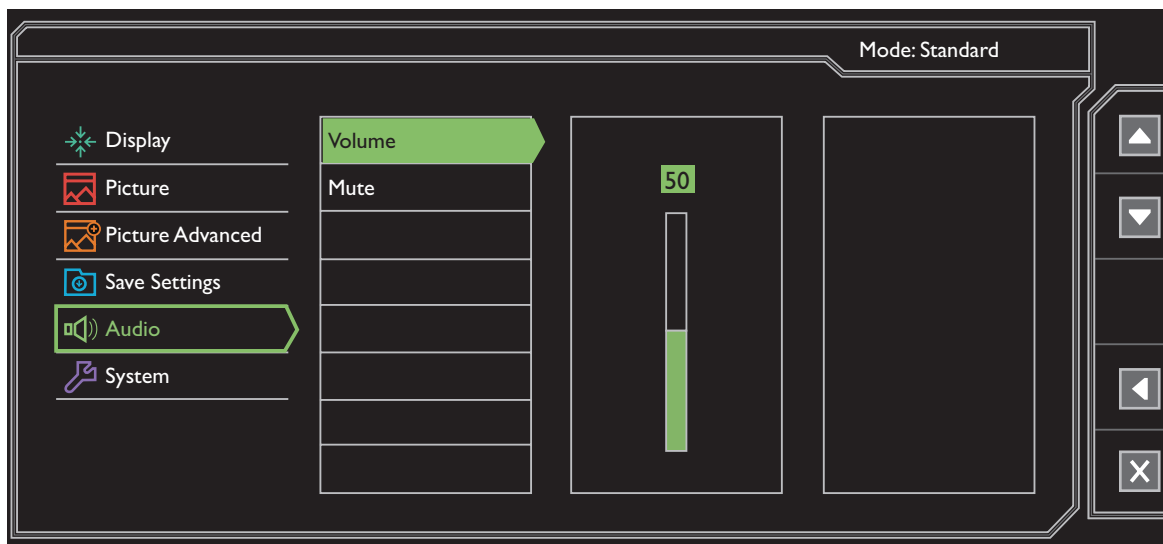 Mode: Standard
Display
Picture
Picture Advanced
Save Settings
Audio
System
Volume
Mute
50